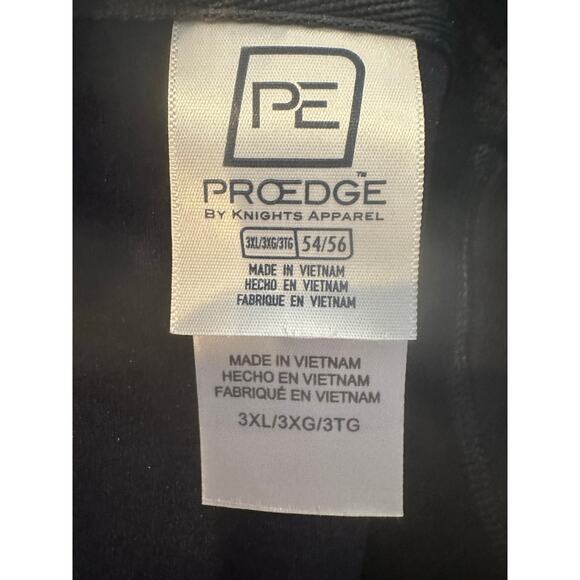 PE
PROEDGE™
BY KNIGHTS APPAREL
3XL/3XG/3TG 54/56
MADE IN VIETNAM
HECHO EN VIETNAM
FABRIQUE EN VIETNAM
MADE IN VIETNAM
HECHO EN VIETNAM
FABRIQUÉ EN VIETNAM
3XL/3XG/3TG